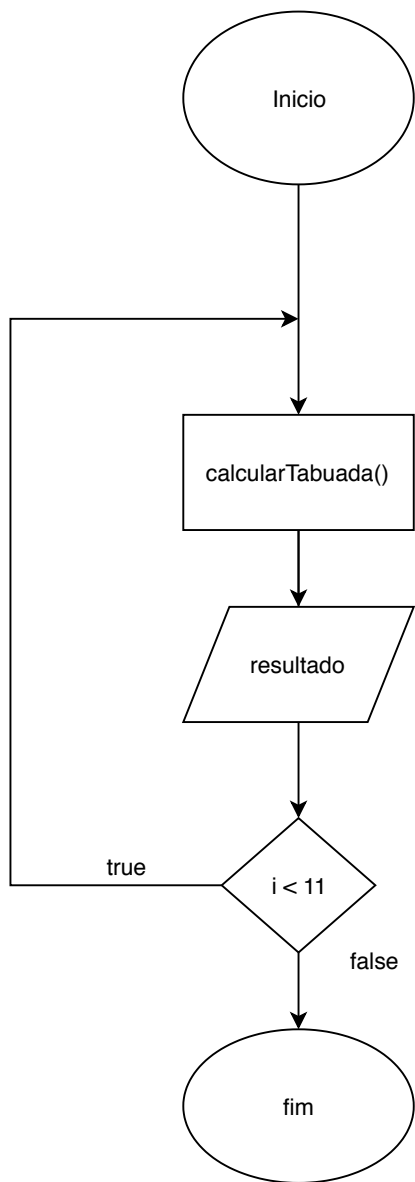 Inicio
calcularTabuada()
resultado
true
i < 11
false
fim